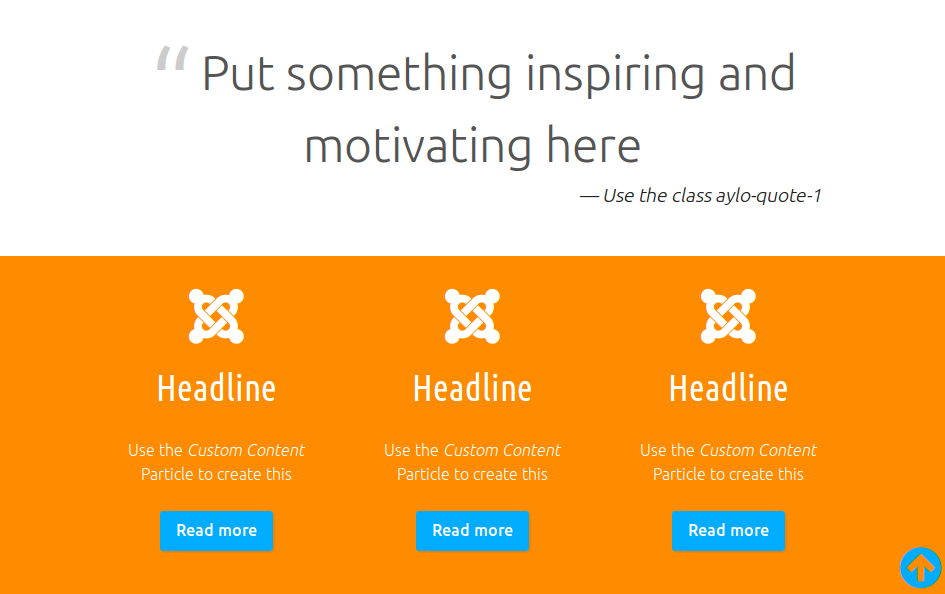 “ Put something inspiring and
motivating here
— Use the class aylo-quote-1
Headline
Use the Custom Content
Particle to create this
Read more
Headline
Use the Custom Content
Particle to create this
Read more
Headline
Use the Custom Content
Particle to create this
Read more